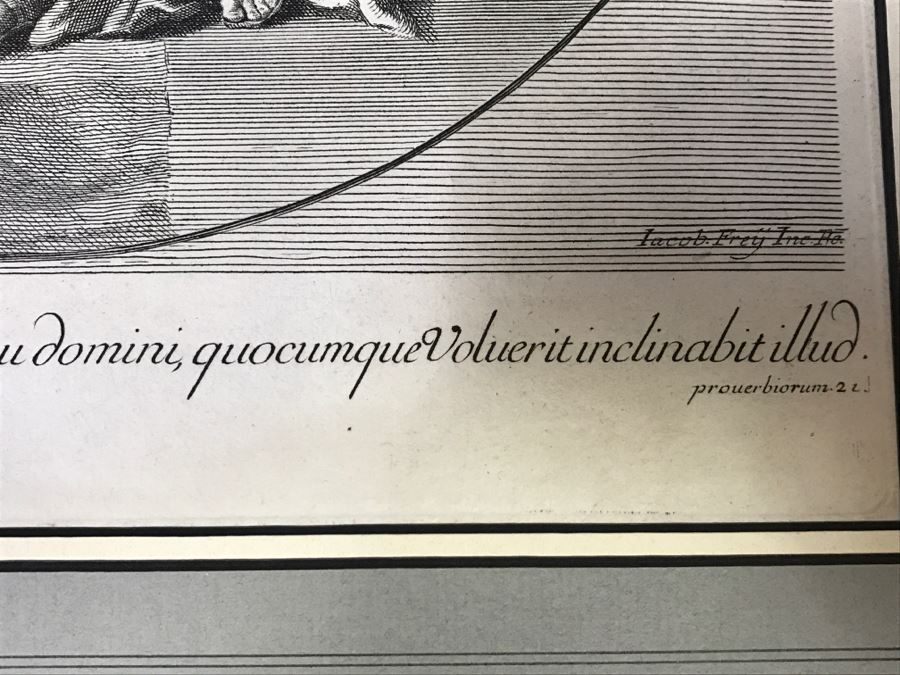 Iacob. Freÿ Inc. Ro.
u domini, quocumque Voluerit inclinabit illud.
prouerbiorum. 21